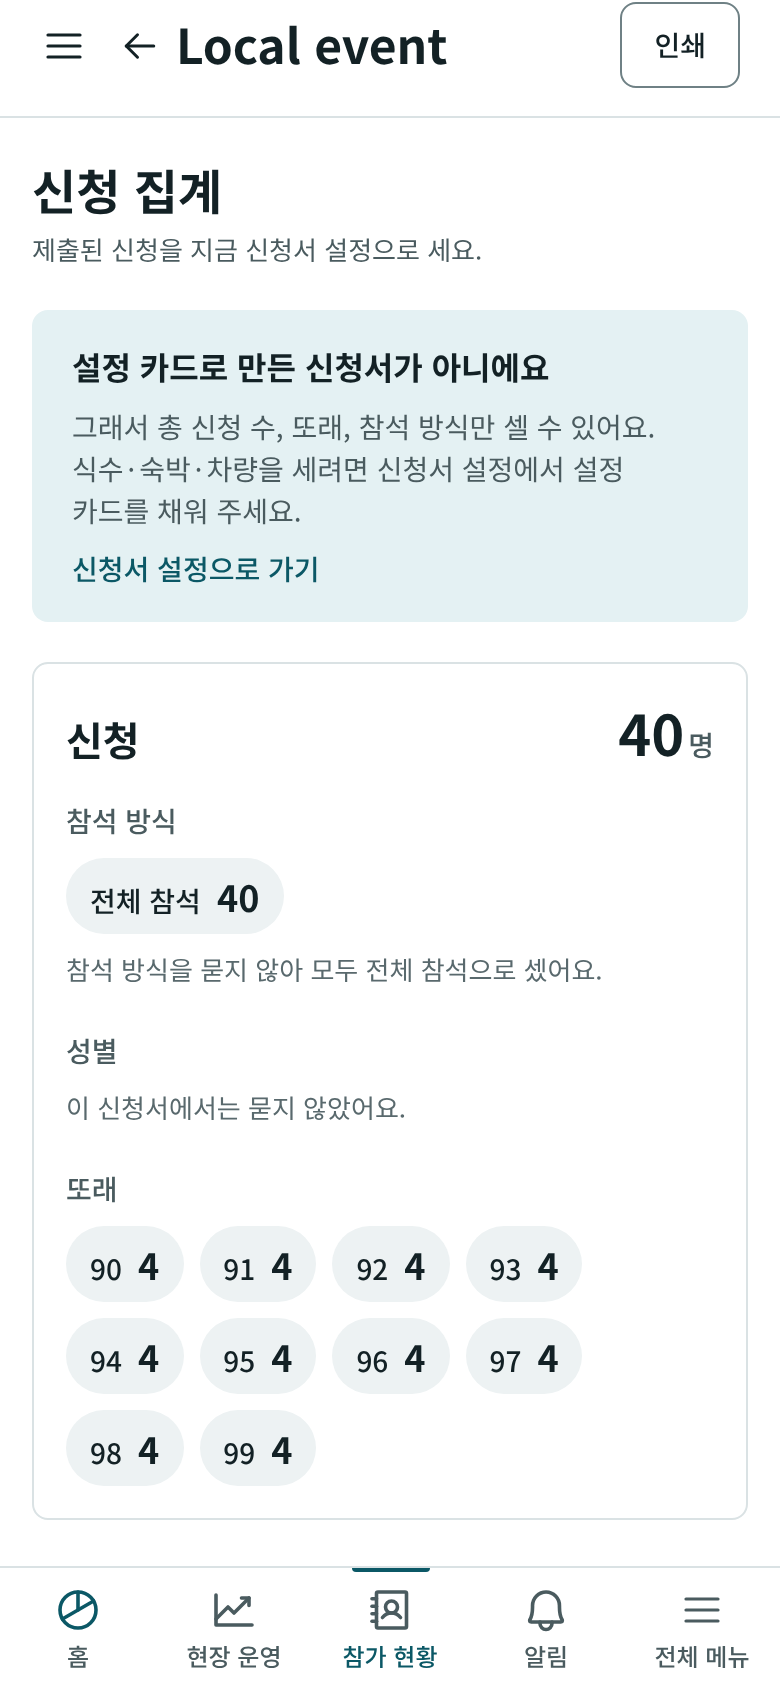 Local event
인쇄
신청 집계
제출된 신청을 지금 신청서 설정으로 세요.
설정 카드로 만든 신청서가 아니에요
그래서 총 신청 수, 또래, 참석 방식만 셀 수 있어요.
식수·숙박·차량을 세려면 신청서 설정에서 설정
카드를 채워 주세요.
신청서 설정으로 가기
신청 40명
참석 방식
전체 참석 40
참석 방식을 묻지 않아 모두 전체 참석으로 셌어요.
성별
이 신청서에서는 묻지 않았어요.
또래
90 4 91 4 92 4 93 4
94 4 95 4 96 4 97 4
98 4 99 4
홈 현장 운영 참가 현황 알림 전체 메뉴